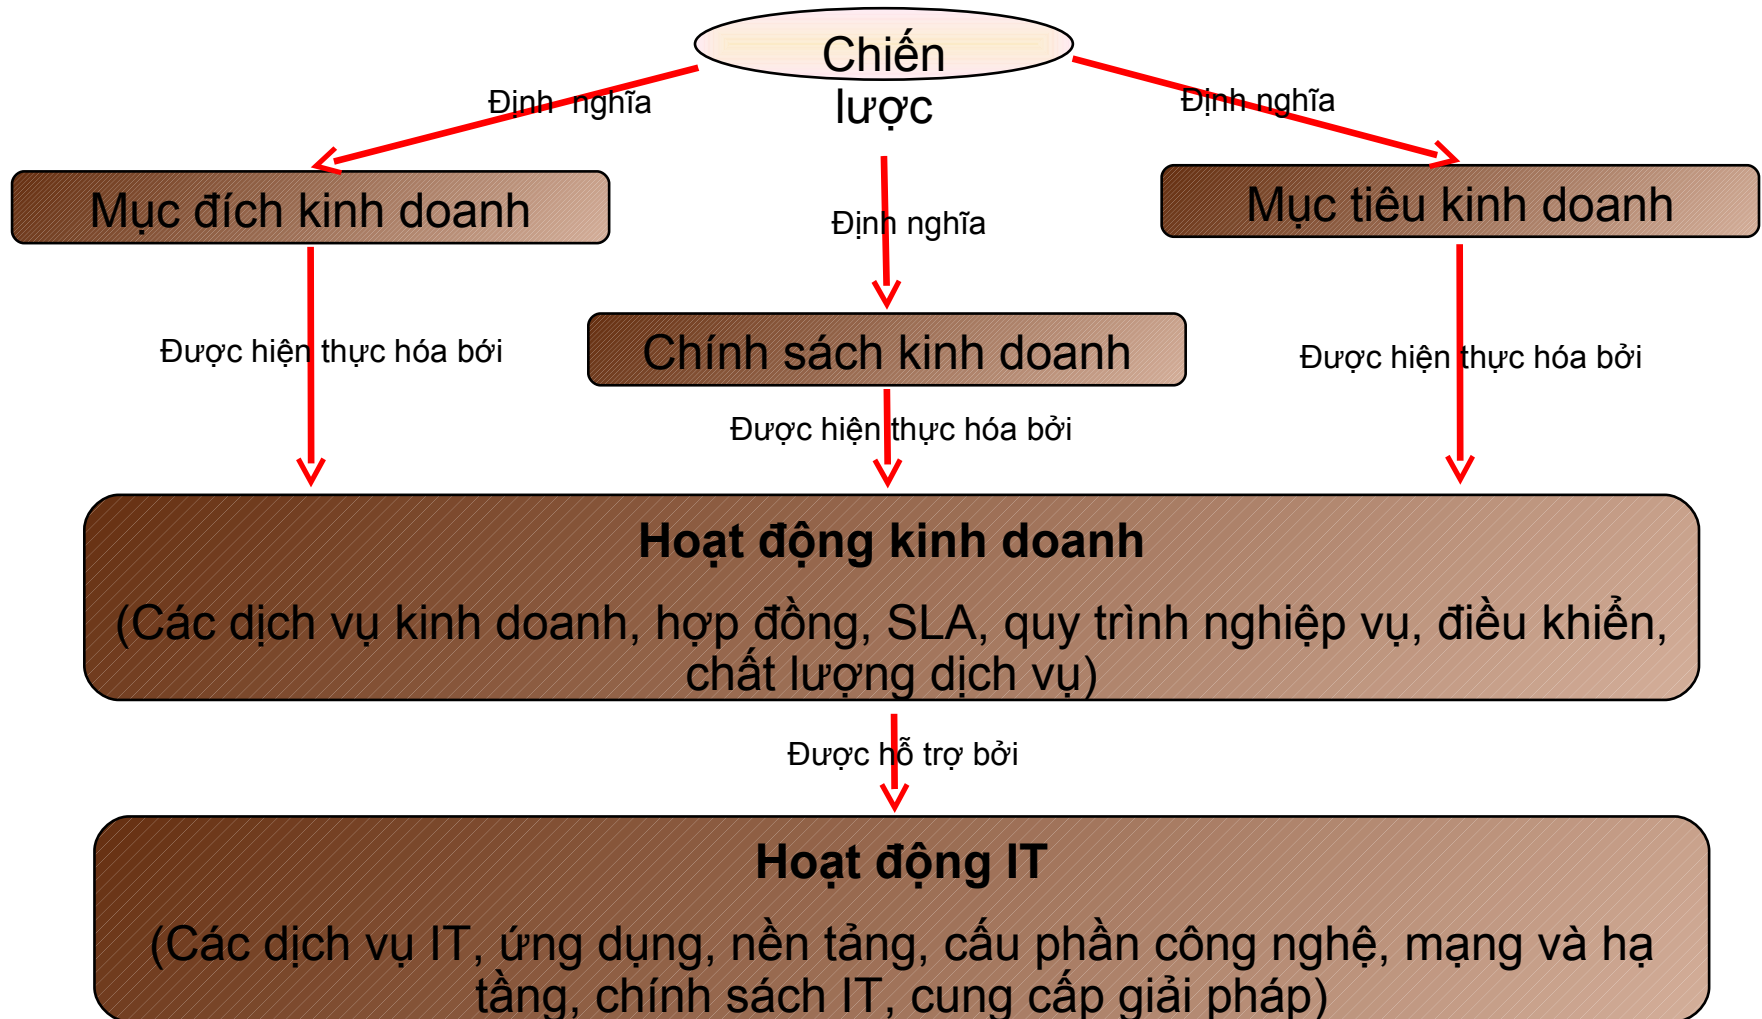 Chiến
lược
Định nghĩa
Định nghĩa
Mục đích kinh doanh
Định nghĩa
Mục tiêu kinh doanh
Được hiện thực hóa bới
Chính sách kinh doanh
Được hiện thực hóa bởi
Được hiện thực hóa bởi
Hoạt động kinh doanh
(Các dịch vụ kinh doanh, hợp đồng, SLA, quy trình nghiệp vụ, điều khiển,
chất lượng dịch vụ)
Được hỗ trợ bởi
Hoạt động IT
(Các dịch vụ IT, ứng dụng, nền tảng, cấu phần công nghệ, mạng và hạ
tầng, chính sách IT, cung cấp giải pháp)